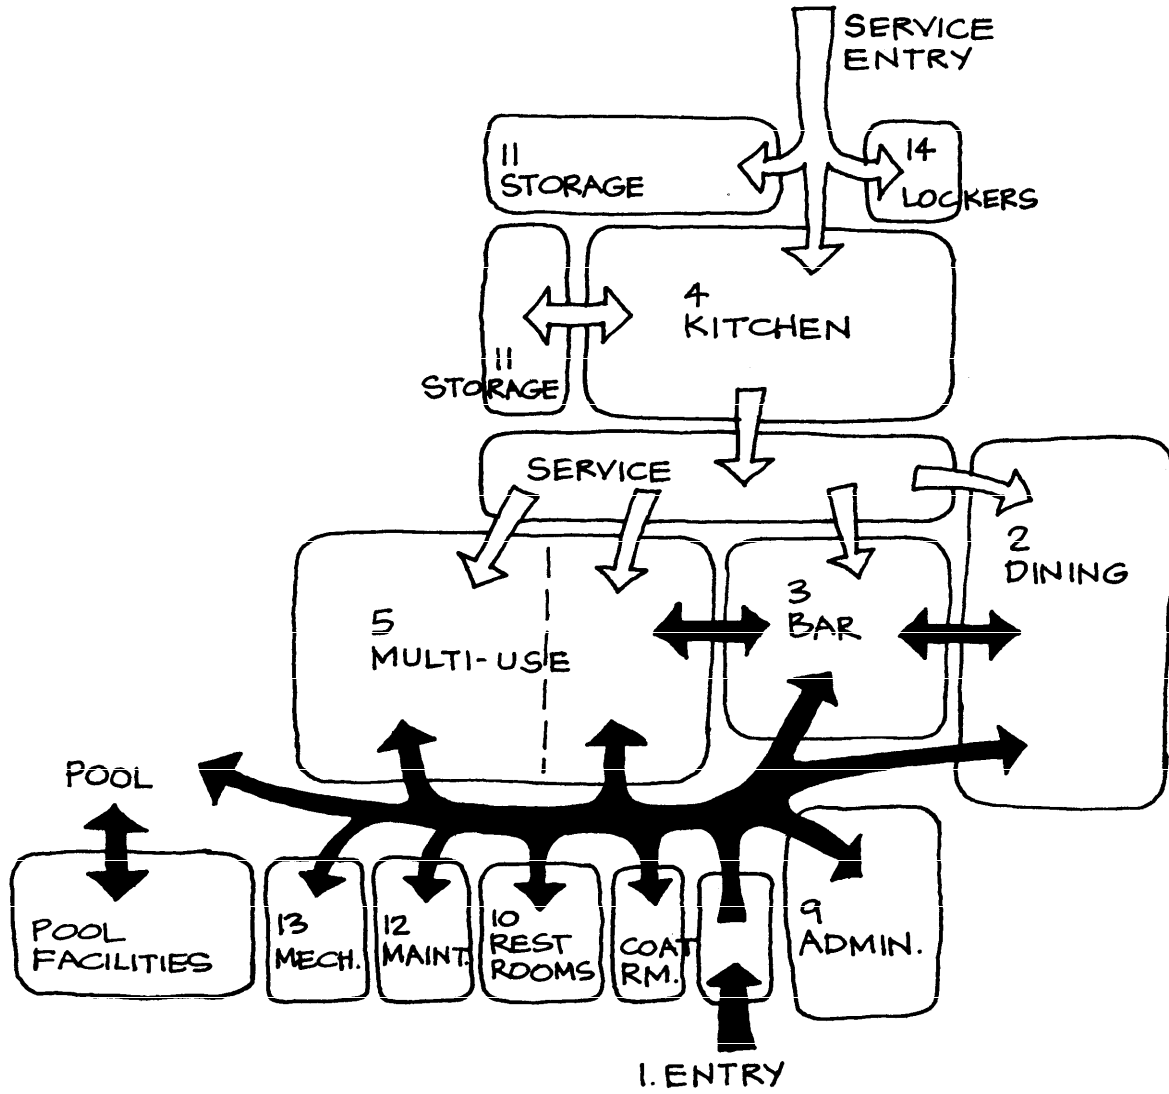 SERVICE
ENTRY
11
STORAGE
14
LOCKERS
4
KITCHEN
11
STORAGE
SERVICE
2
DINING
3
BAR
5
MULTI-USE
POOL
POOL
FACILITIES
13
MECH.
12
MAINT.
10
REST
ROOMS
COAT
RM.
9
ADMIN.
1. ENTRY